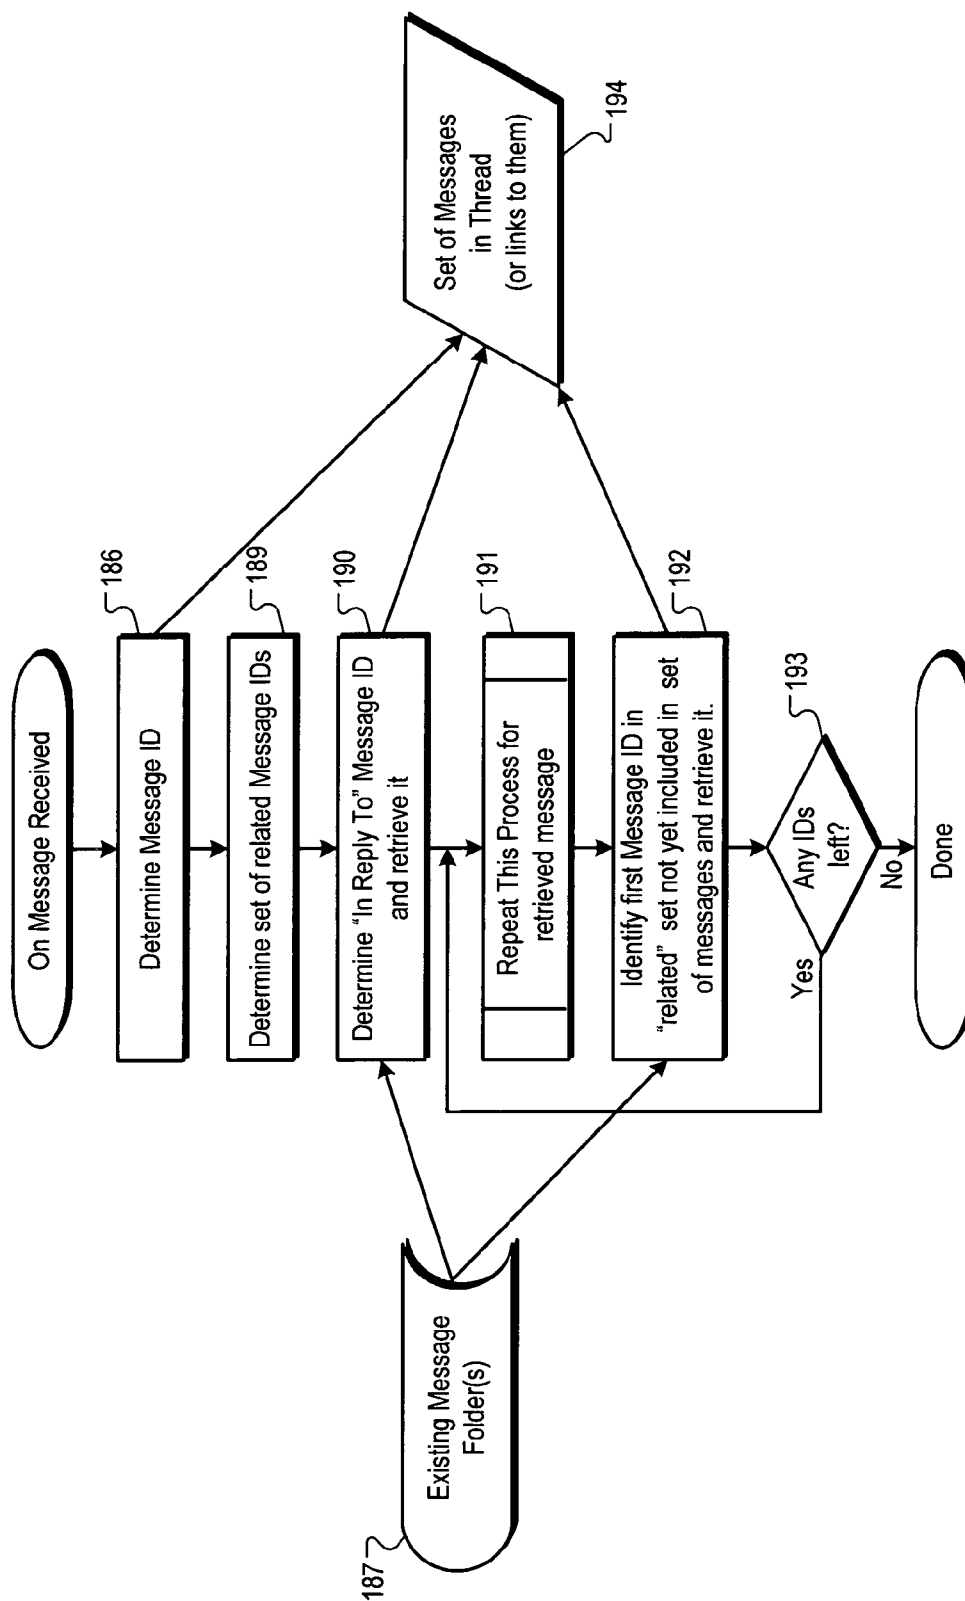 On Message Received
186
Determine Message ID
189
Determine set of related Message IDs
190
Determine “In Reply To” Message ID
and retrieve it
191
Repeat This Process for
retrieved message
192
Identify first Message ID in
“related” set not yet included in set
of messages and retrieve it.
193
Any IDs
left?
Yes
No
Done
187
Existing Message
Folder(s)
Set of Messages
in Thread
(or links to them)
194